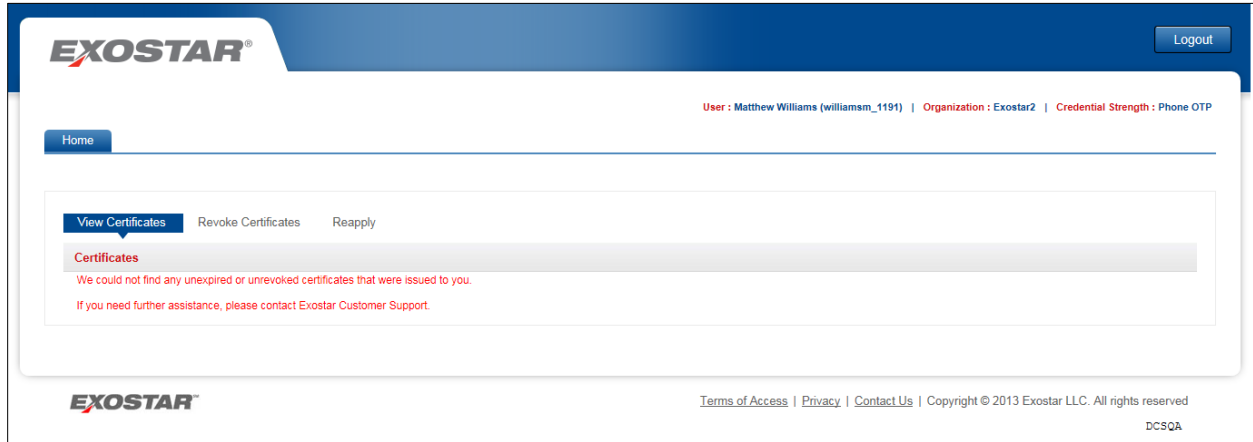 EXOSTAR®
Logout
User : Matthew Williams (williamsm_1191) | Organization : Exostar2 | Credential Strength : Phone OTP
Home
View Certificates Revoke Certificates Reapply
Certificates
We could not find any unexpired or unrevoked certificates that were issued to you.
If you need further assistance, please contact Exostar Customer Support.
EXOSTAR™ Terms of Access | Privacy | Contact Us | Copyright © 2013 Exostar LLC. All rights reserved
DCSQA